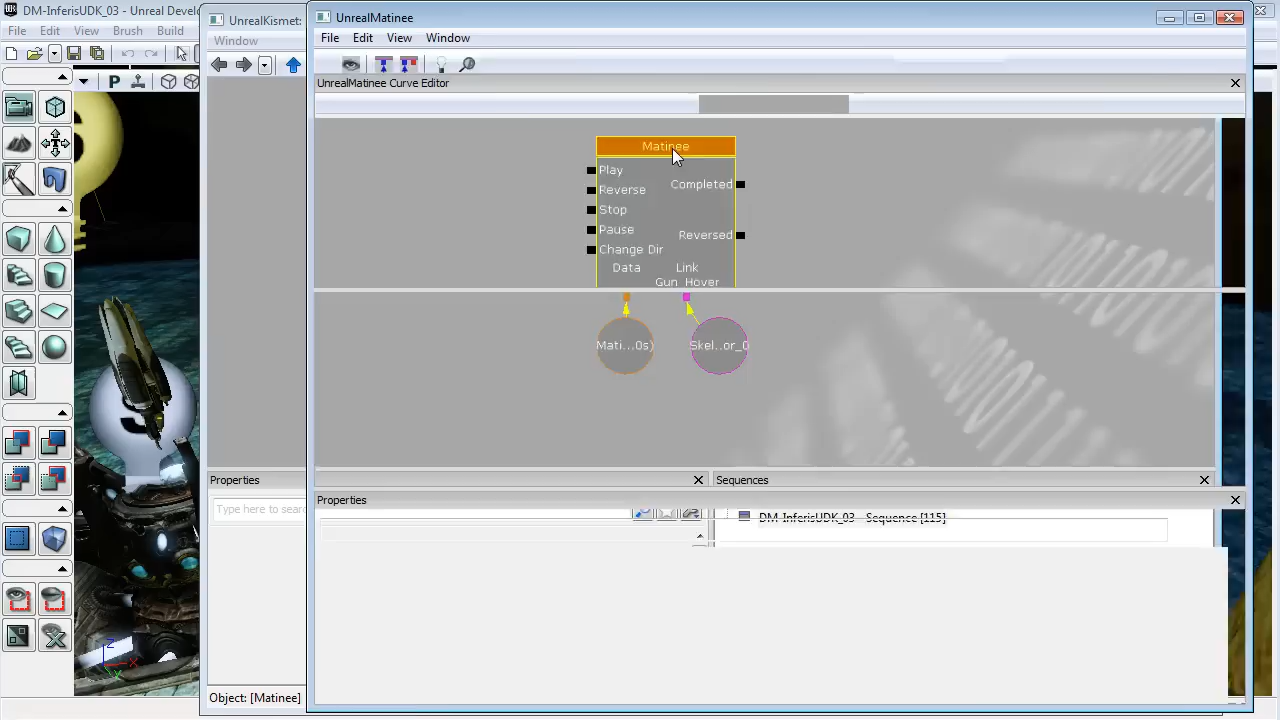 DM-InferisUDK_03 - Unreal Develo
File Edit View Brush Build
P
UnrealKismet:
Window
UnrealMatinee
File Edit View Window
UnrealMatinee Curve Editor
Matinee
Play
Completed
Reverse
Stop
Pause
Reversed
Change Dir
Data Link
Gun Hover
Mati...0s)
Skel..or_0
Properties
Sequences
Properties
Type here to searc
DM-InferisUDK_03 - Sequence [115]
Z
X
Y
Object: [Matinee]